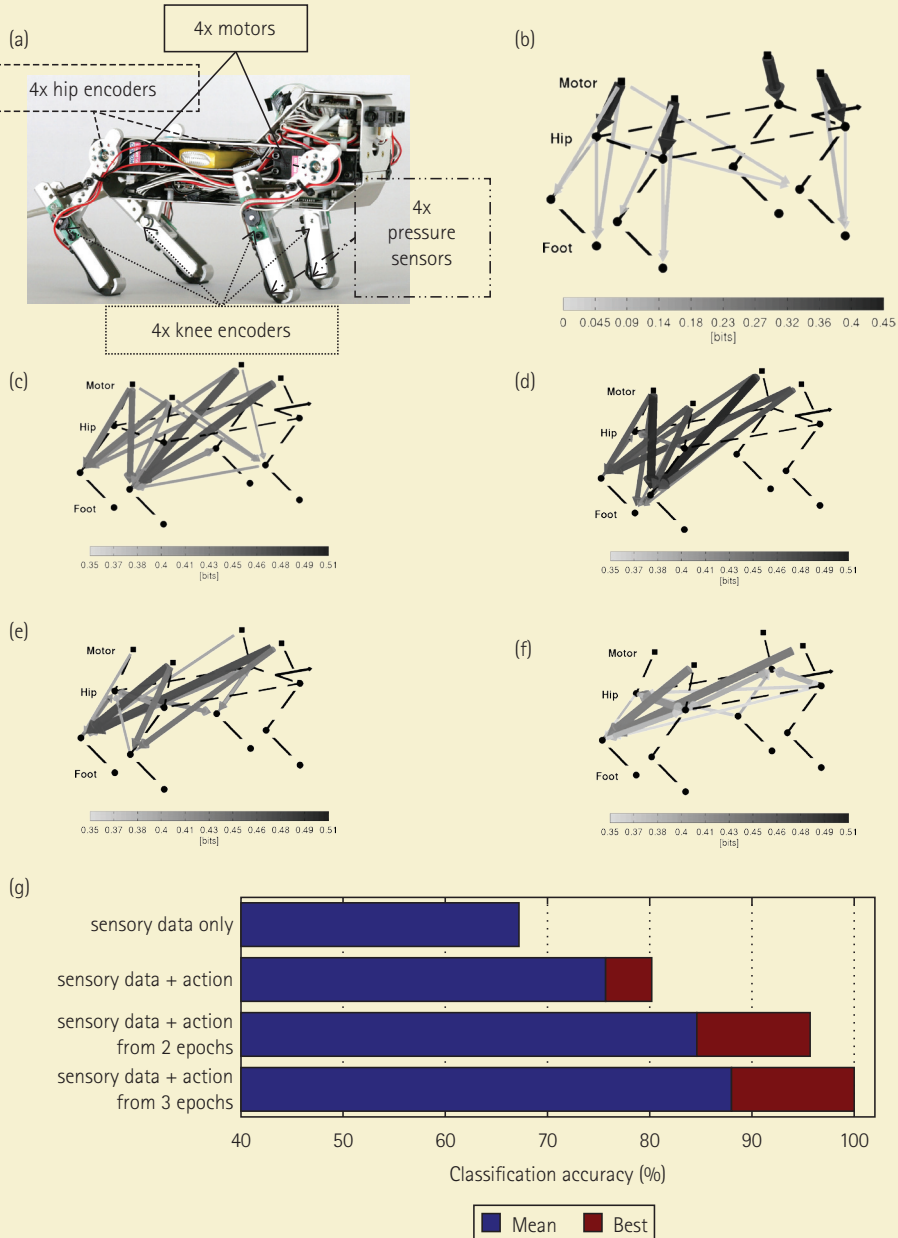 (a)
4x motors
4x hip encoders
4x
pressure
sensors
4x knee encoders
(b)
Motor
Hip
Foot
0 0.045 0.09 0.14 0.18 0.23 0.27 0.32 0.36 0.4 0.45
[bits]
(c)
Motor
Hip
Foot
0.35 0.37 0.38 0.4 0.41 0.43 0.45 0.46 0.48 0.49 0.51
[bits]
(d)
Motor
Hip
Foot
0.35 0.37 0.38 0.4 0.41 0.43 0.45 0.46 0.48 0.49 0.51
[bits]
(e)
Motor
Hip
Foot
0.35 0.37 0.38 0.4 0.41 0.43 0.45 0.46 0.48 0.49 0.51
[bits]
(f)
Motor
Hip
Foot
0.35 0.37 0.38 0.4 0.41 0.43 0.45 0.46 0.48 0.49 0.51
[bits]
(g)
sensory data only
sensory data + action
sensory data + action
from 2 epochs
sensory data + action
from 3 epochs
40 50 60 70 80 90 100
Classification accuracy (%)
Mean Best